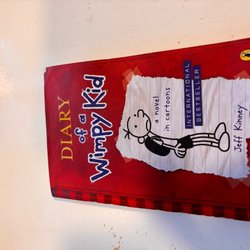 DIARY
of a
Wimpy Kid
a novel
in cartoons
INTERNATIONAL
BESTSELLER
Jeff Kinney